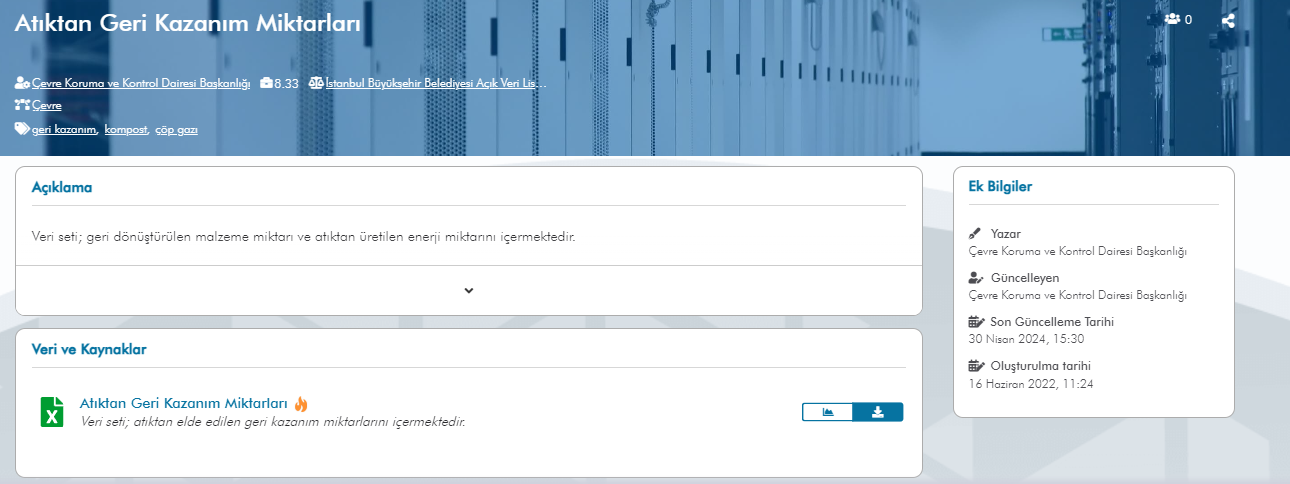 Atıktan Geri Kazanım Miktarları
0
Çevre Koruma ve Kontrol Dairesi Başkanlığı 8.33 İstanbul Büyükşehir Belediyesi Açık Veri Lis...
Çevre
geri kazanım, kompost, çöp gazı
Açıklama
Veri seti; geri dönüştürülen malzeme miktarı ve atıktan üretilen enerji miktarını içermektedir.
Veri ve Kaynaklar
Atıktan Geri Kazanım Miktarları
Veri seti; atıktan elde edilen geri kazanım miktarlarını içermektedir.
Ek Bilgiler
Yazar
Çevre Koruma ve Kontrol Dairesi Başkanlığı
Güncelleyen
Çevre Koruma ve Kontrol Dairesi Başkanlığı
Son Güncelleme Tarihi
30 Nisan 2024, 15:30
Oluşturulma tarihi
16 Haziran 2022, 11:24